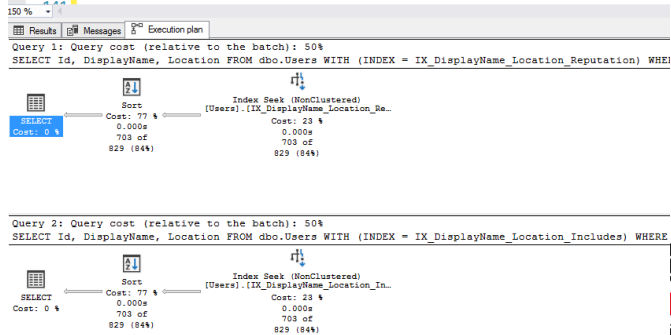 150 %
Results Messages Execution plan
Query 1: Query cost (relative to the batch): 50%
SELECT Id, DisplayName, Location FROM dbo.Users WITH (INDEX = IX_DisplayName_Location_Reputation) WHE
SELECT
Cost: 0 %
Sort
Cost: 77 %
0.000s
703 of
829 (84%)
Index Seek (NonClustered)
[Users].[IX_DisplayName_Location_Re…
Cost: 23 %
0.000s
703 of
829 (84%)
Query 2: Query cost (relative to the batch): 50%
SELECT Id, DisplayName, Location FROM dbo.Users WITH (INDEX = IX_DisplayName_Location_Includes) WHERE
SELECT
Cost: 0 %
Sort
Cost: 77 %
0.000s
703 of
829 (84%)
Index Seek (NonClustered)
[Users].[IX_DisplayName_Location_In…
Cost: 23 %
0.000s
703 of
829 (84%)